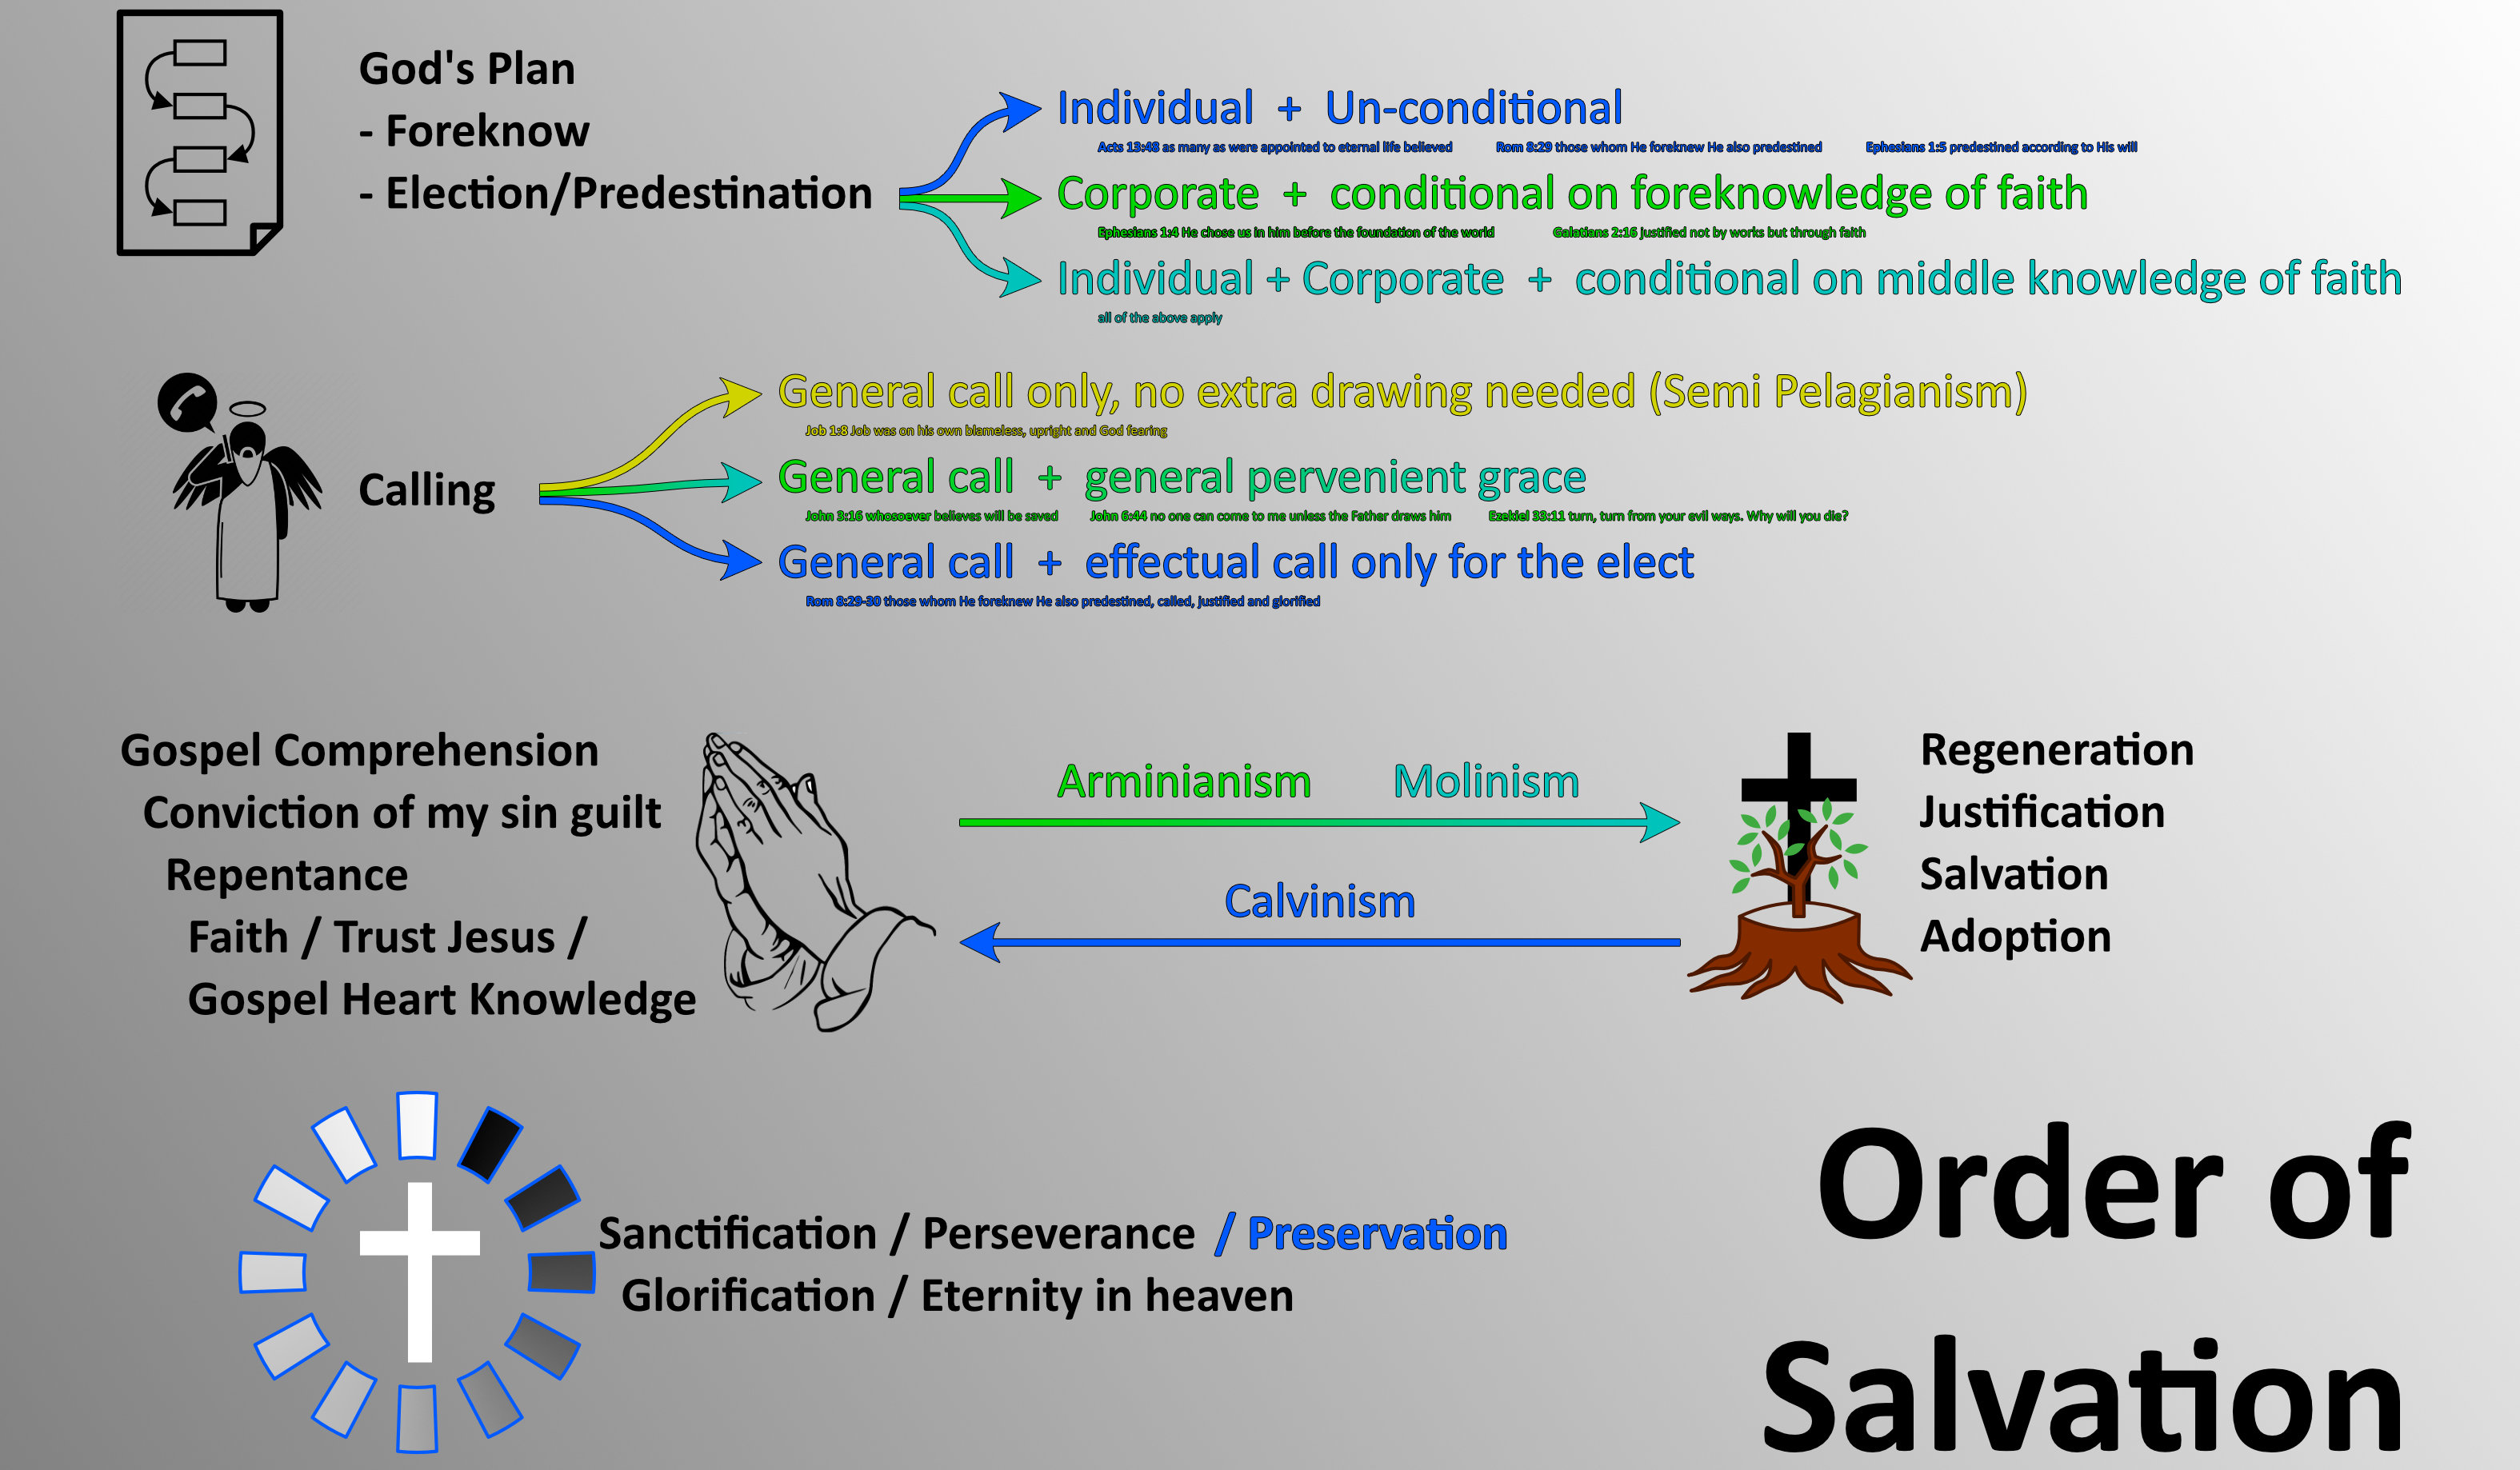 God's Plan
- Foreknow
- Election/Predestination
Individual + Un-conditional
Acts 13:48 as many as were appointed to eternal life believed Rom 8:29 those whom He foreknew He also predestined Ephesians 1:5 predestined according to His will
Corporate + conditional on foreknowledge of faith
Ephesians 1:4 He chose us in him before the foundation of the world Galatians 2:16 justified not by works but through faith
Individual + Corporate + conditional on middle knowledge of faith
all of the above apply
Calling
General call only, no extra drawing needed (Semi Pelagianism)
Job 1:8 Job was on his own blameless, upright and God fearing
General call + general pervenient grace
John 3:16 whosoever believes will be saved John 6:44 no one can come to me unless the Father draws him Ezekiel 33:11 turn, turn from your evil ways. Why will you die?
General call + effectual call only for the elect
Rom 8:29-30 those whom He foreknew He also predestined, called, justified and glorified
Gospel Comprehension
Conviction of my sin guilt
Repentance
Faith / Trust Jesus /
Gospel Heart Knowledge
Arminianism Molinism
Calvinism
Regeneration
Justification
Salvation
Adoption
Sanctification / Perseverance / Preservation
Glorification / Eternity in heaven
Order of
Salvation